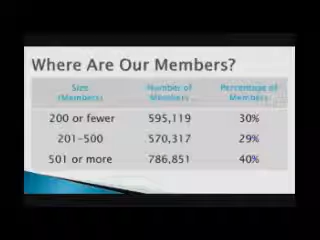 Where Are Our Members?
Size Number of Percentage of
(Members) Members Members
200 or fewer 595,119 30%
201-500 570,317 29%
501 or more 786,851 40%